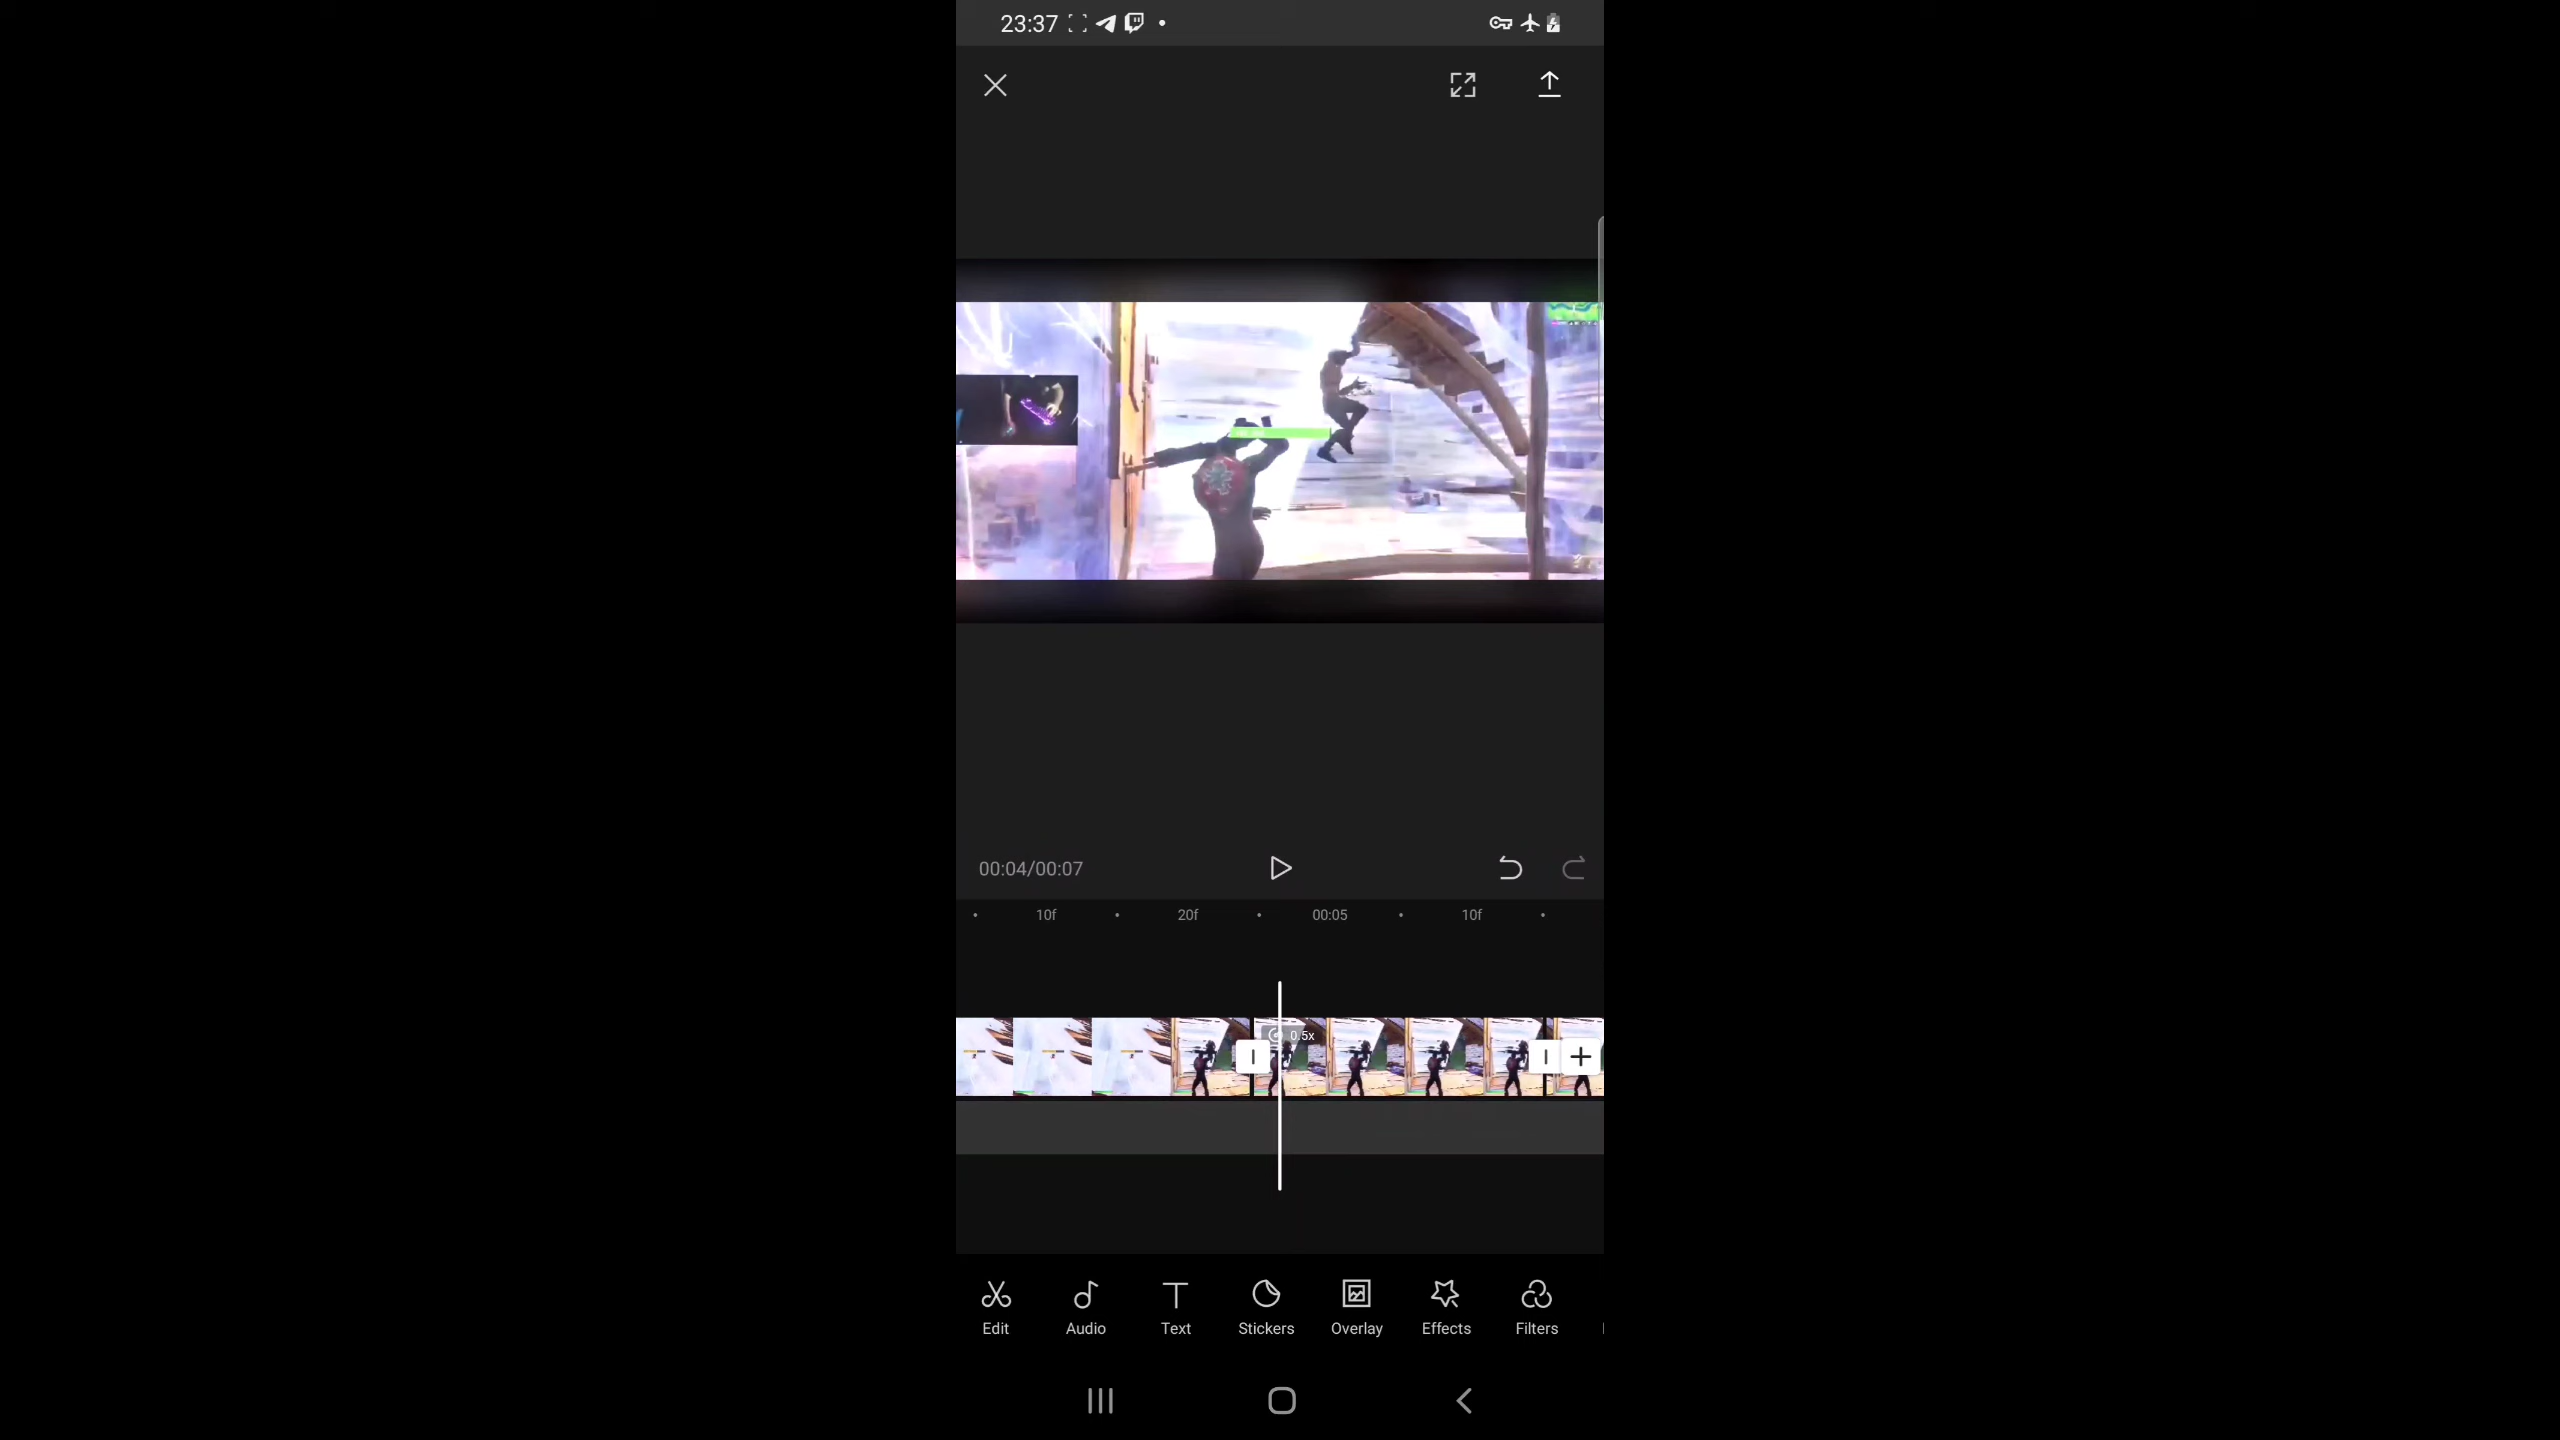 23:37
00:04/00:07
10f 20f 00:05 10f
0.5x
Edit Audio Text Stickers Overlay Effects Filters